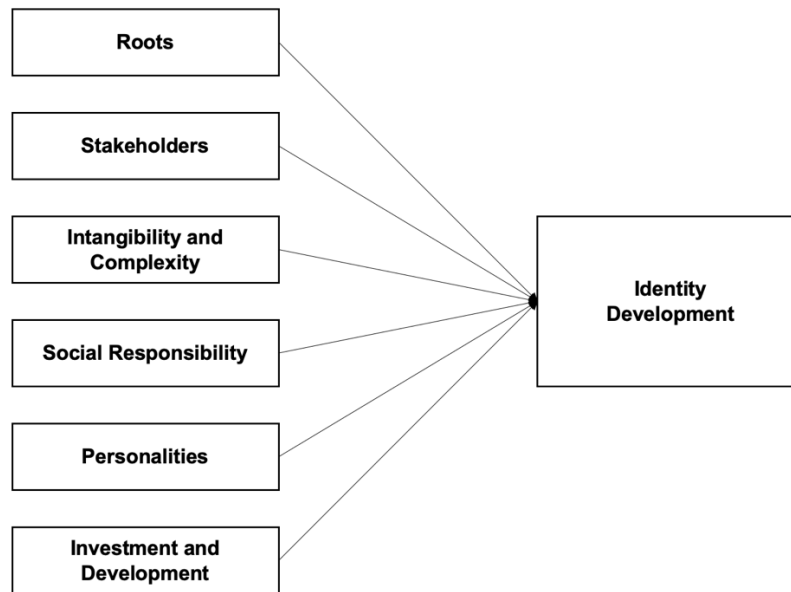 Roots
Stakeholders
Intangibility and
Complexity
Social Responsibility
Personalities
Investment and
Development
Identity
Development